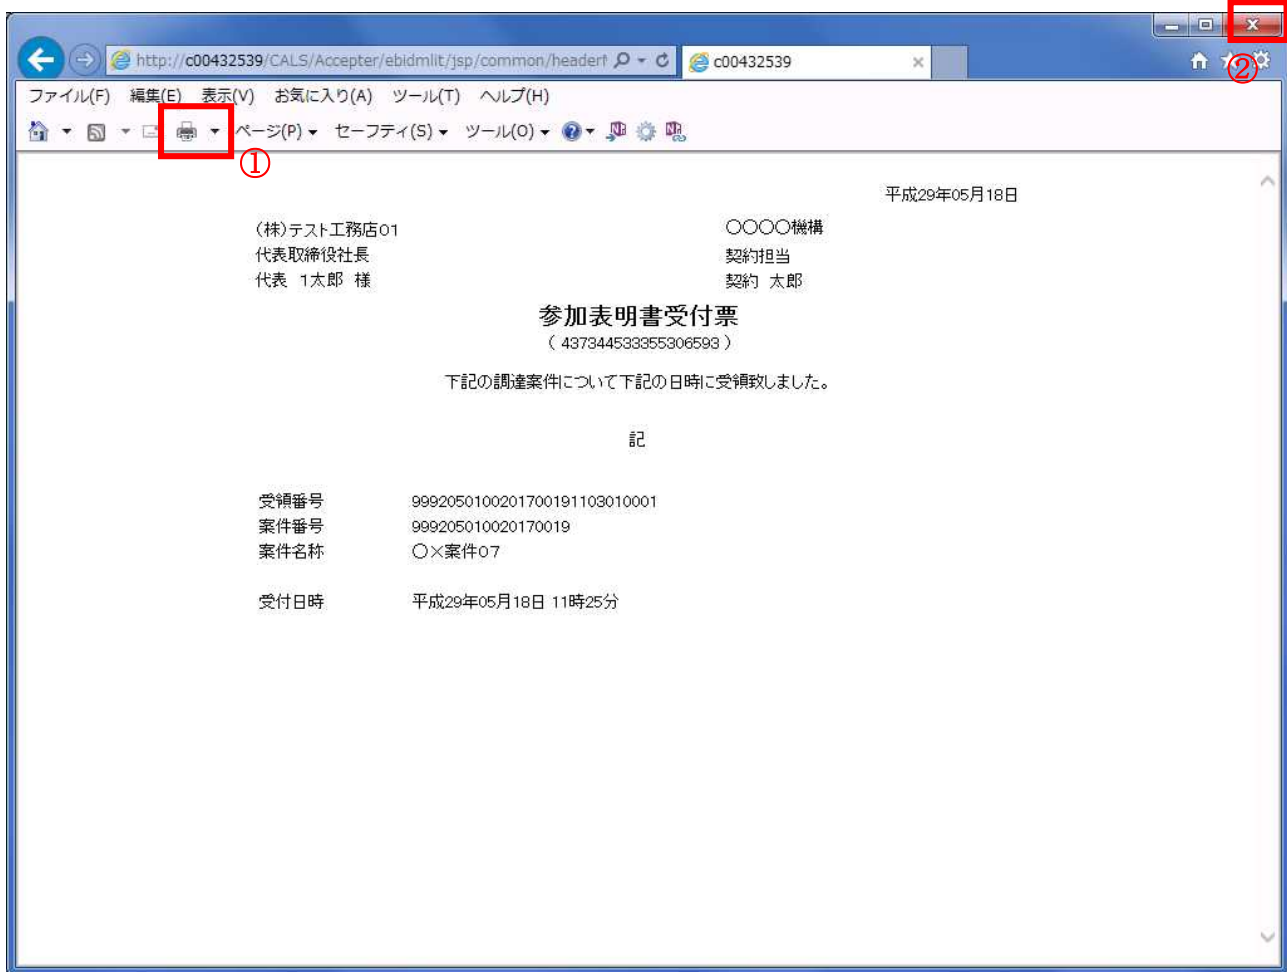 ②
http://c00432539/CALS/Accepter/ebidmlit/jsp/common/header
c00432539
ファイル(F) 編集(E) 表示(V) お気に入り(A) ツール(T) ヘルプ(H)
ページ(P) セーフティ(S) ツール(O)
①
平成29年05月18日
(株)テスト工務店01
代表取締役社長
代表 1太郎 様
〇〇〇〇機構
契約担当
契約 太郎
参加表明書受付票
( 437344533355306593 )
下記の調達案件について下記の日時に受領致しました。
記
受領番号 99920501002017001911030​10001
案件番号 999205010020170019
案件名称 〇×案件07
受付日時 平成29年05月18日 11時25分